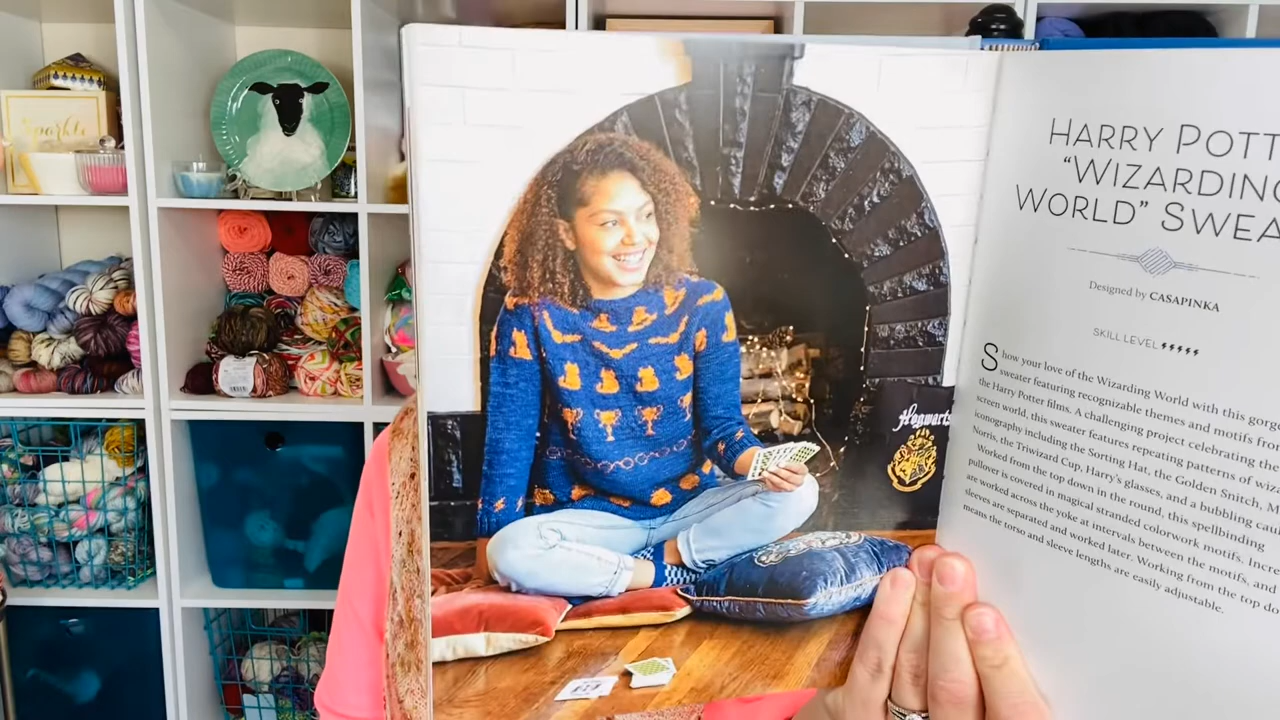 Sparkle
Hogwarts
HARRY POTT
"WIZARDING
WORLD" SWEA
Designed by CASAPINKA
SKILL LEVEL
Show your love of the Wizarding World with this gorge
sweater featuring recognizable themes and motifs from
the Harry Potter films. A challenging project celebrating the
screen world, this sweater features repeating patterns of wiz
iconography including the Sorting Hat, the Golden Snitch, M
Norris, the Triwizard Cup, Harry's glasses, and a bubbling cau
Worked from the top down in the round, this spellbinding
pullover is covered in magical stranded colorwork motifs. Incre
are worked across the yoke at intervals between the motifs, and
sleeves are separated and worked later. Working from the top do
means the torso and sleeve lengths are easily adjustable.